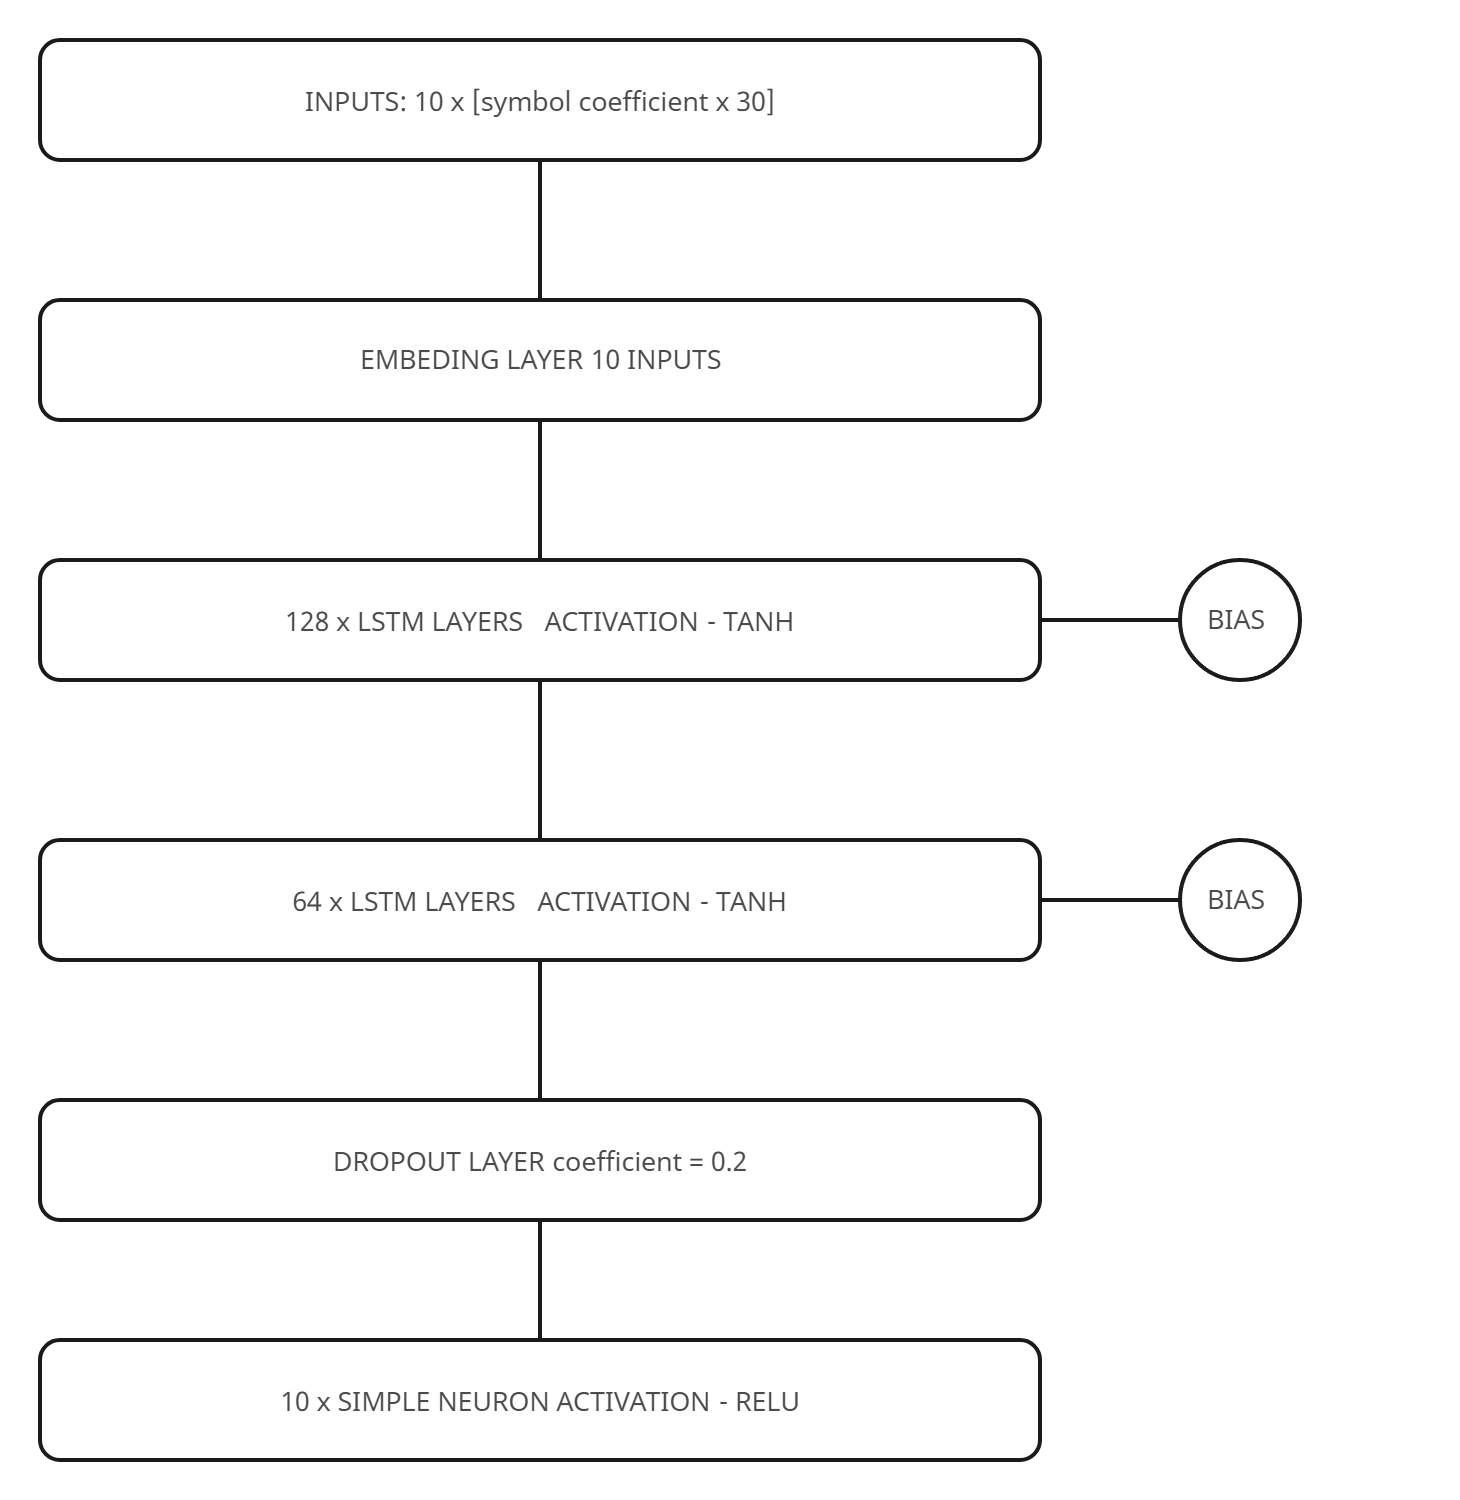 INPUTS: 10 x [symbol coefficient x 30]
EMBEDING LAYER 10 INPUTS
128 x LSTM LAYERS   ACTIVATION - TANH
BIAS
64 x LSTM LAYERS   ACTIVATION - TANH
BIAS
DROPOUT LAYER coefficient = 0.2
10 x SIMPLE NEURON ACTIVATION - RELU